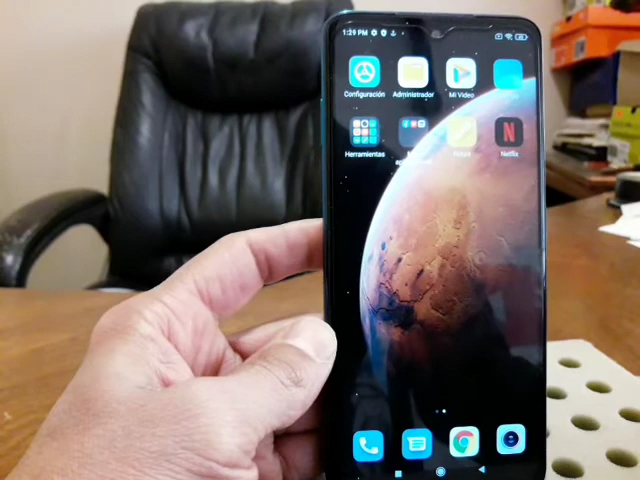 1:29 PM
Configuración Administrador Mi Video
Herramientas Netflix
N